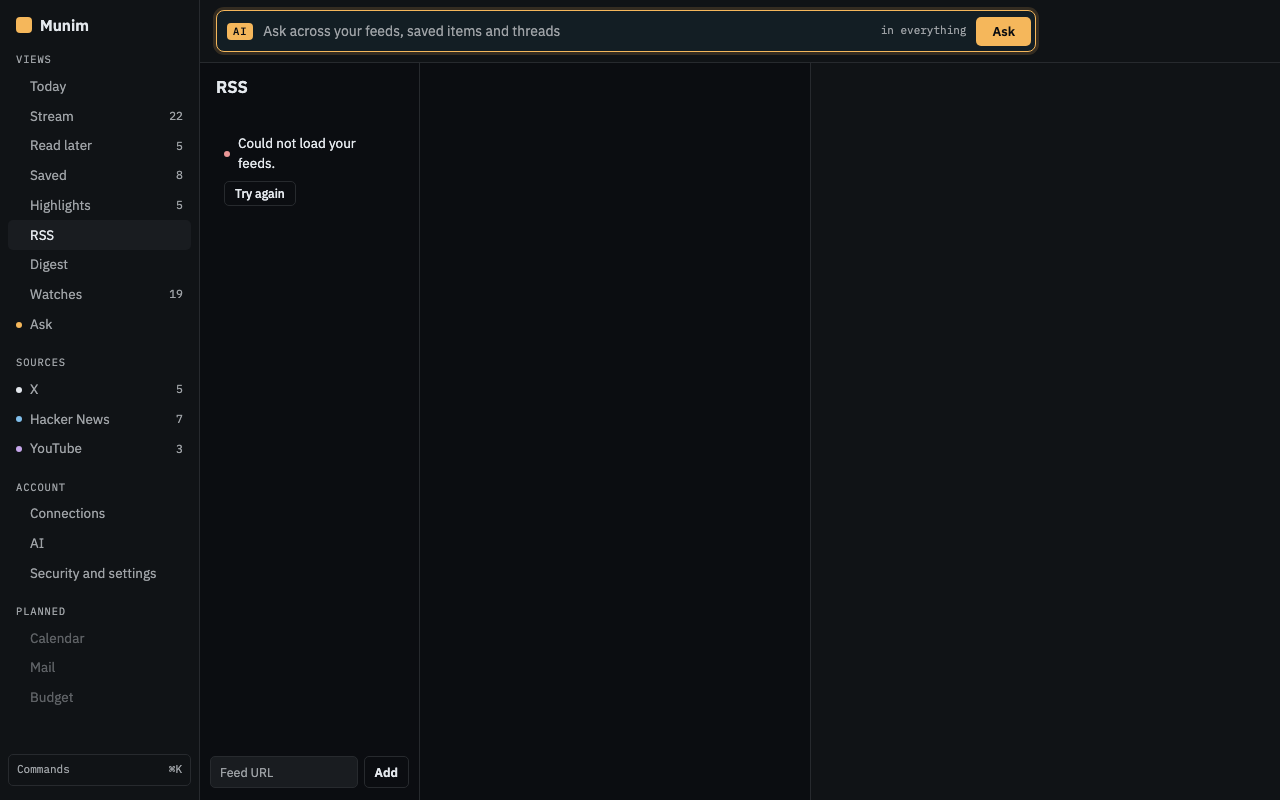 Munim
VIEWS
Today
Stream 22
Read later 5
Saved 8
Highlights 5
RSS
Digest
Watches 19
Ask
SOURCES
X 5
Hacker News 7
YouTube 3
ACCOUNT
Connections
AI
Security and settings
PLANNED
Calendar
Mail
Budget
Commands ⌘K
AI Ask across your feeds, saved items and threads in everything Ask
RSS
Could not load your
feeds.
Try again
Feed URL Add